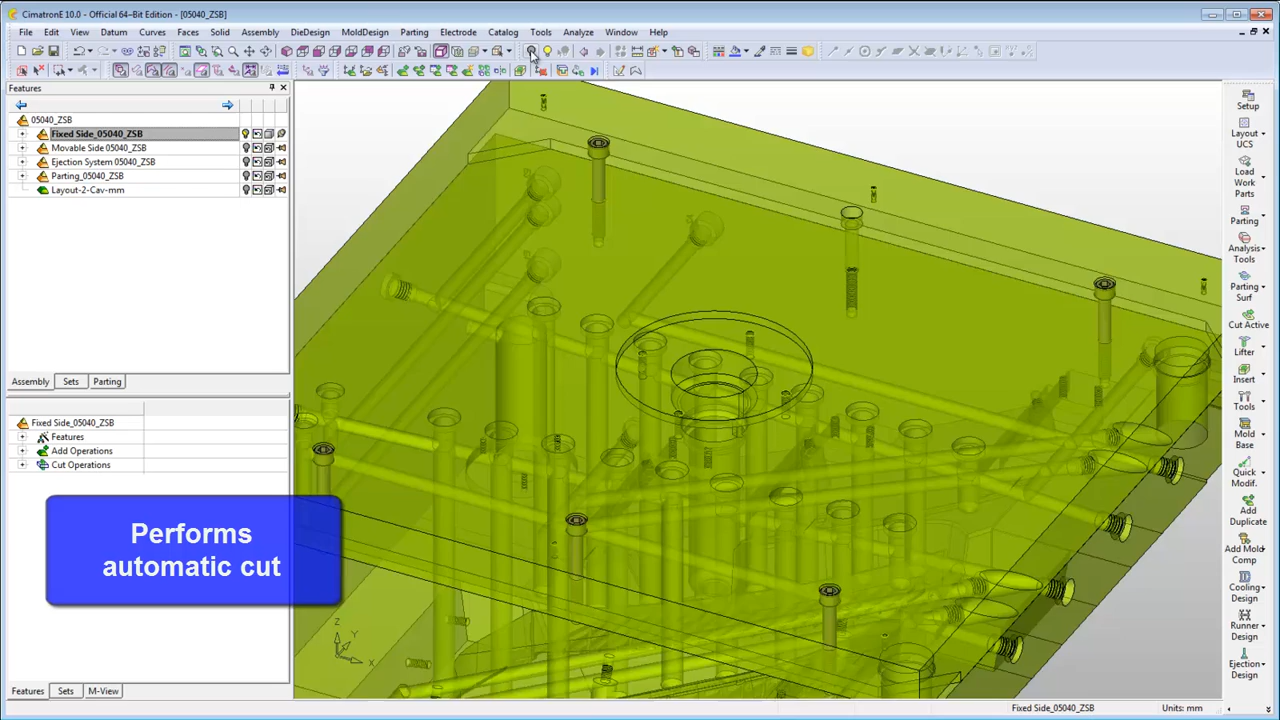 CimatronE 10.0 - Official 64-Bit Edition - [05040_ZSB]
File Edit View Datum Curves Faces Solid Assembly DieDesign MoldDesign Parting Electrode Catalog Tools Analyze Window Help
Features
05040_ZSB
Fixed Side_05040_ZSB
Movable Side 05040_ZSB
Ejection System 05040_ZSB
Parting_05040_ZSB
Layout-2-Cav-mm
Assembly Sets Parting
Fixed Side_05040_ZSB
Features
Add Operations
Cut Operations
Performs
automatic cut
Features Sets M-View
Z
Y
X
Setup
Layout
UCS
Load
Work
Parts
Parting
Analysis
Tools
Parting
Surf
Cut Active
Lifter
Insert
Tools
Mold
Base
Quick
Modif.
Add
Duplicate
Add Mold
Comp
Cooling
Design
Runner
Design
Ejection
Design
Fixed Side_05040_ZSB
Units: mm